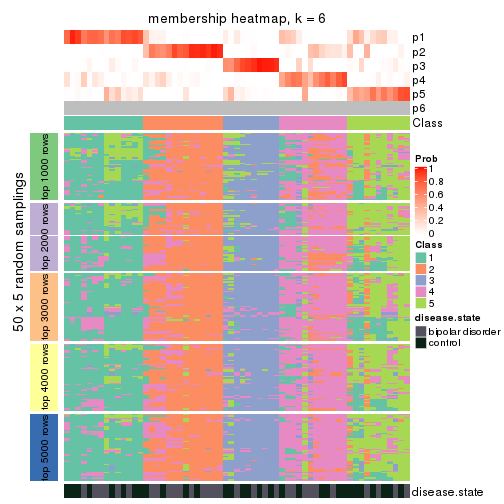 membership heatmap, k = 6
p1
p2
p3
p4
p5
p6
Class
50 x 5 random samplings
top 1000 rows
top 2000 rows
top 3000 rows
top 4000 rows
top 5000 rows
Prob
1
0.8
0.6
0.4
0.2
0
Class
1
2
3
4
5
disease.state
bipolar disorder
control
disease.state